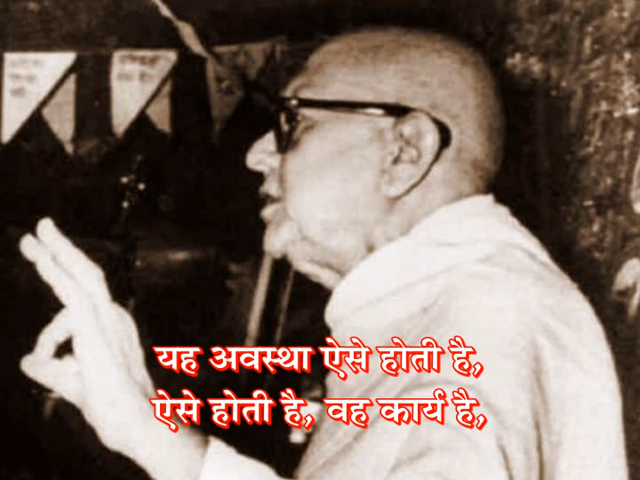 यह अवस्था ऐसे होती है,
ऐसे होती है, वह कार्य है,